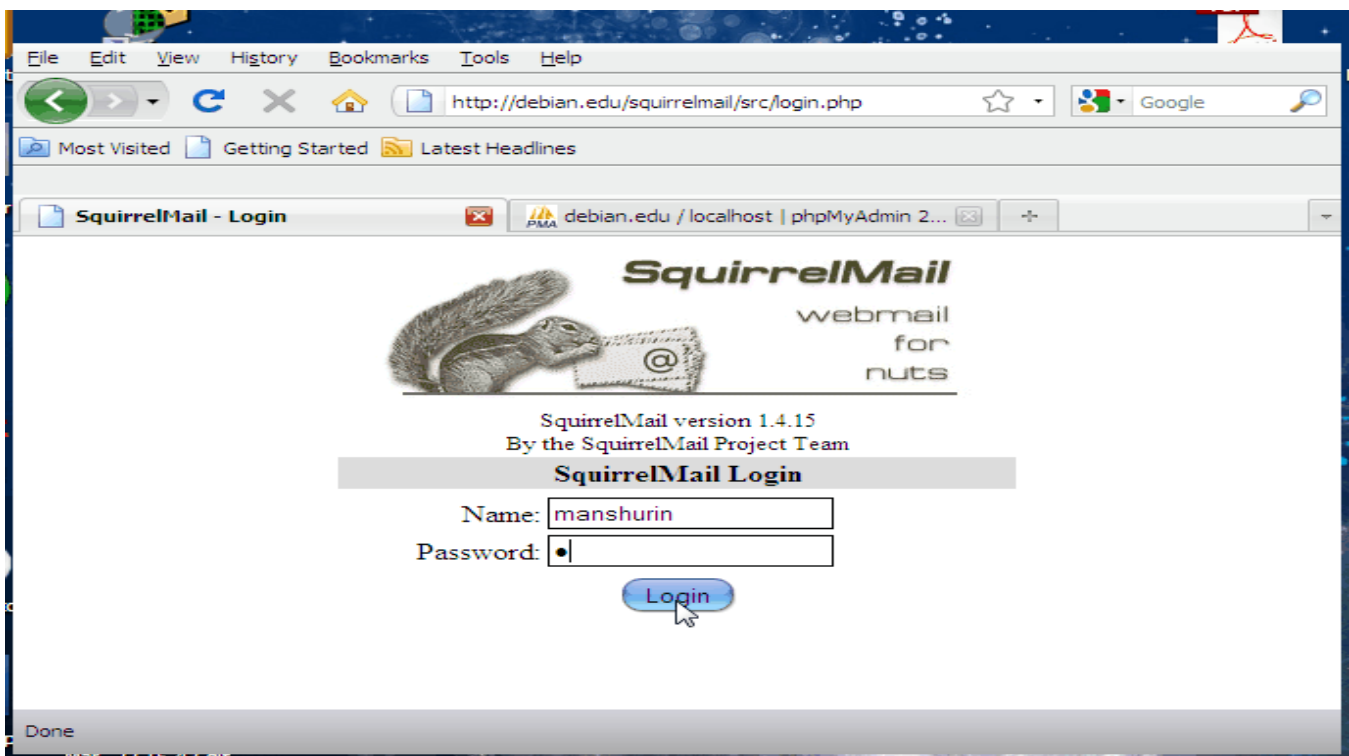 File Edit View History Bookmarks Tools Help
http://debian.edu/squirrelmail/src/login.php Google
Most Visited Getting Started Latest Headlines
SquirrelMail - Login PMA debian.edu / localhost | phpMyAdmin 2...
SquirrelMail
webmail
for
nuts
@
SquirrelMail version 1.4.15
By the SquirrelMail Project Team
SquirrelMail Login
Name: manshurin
Password: •
Login
Done